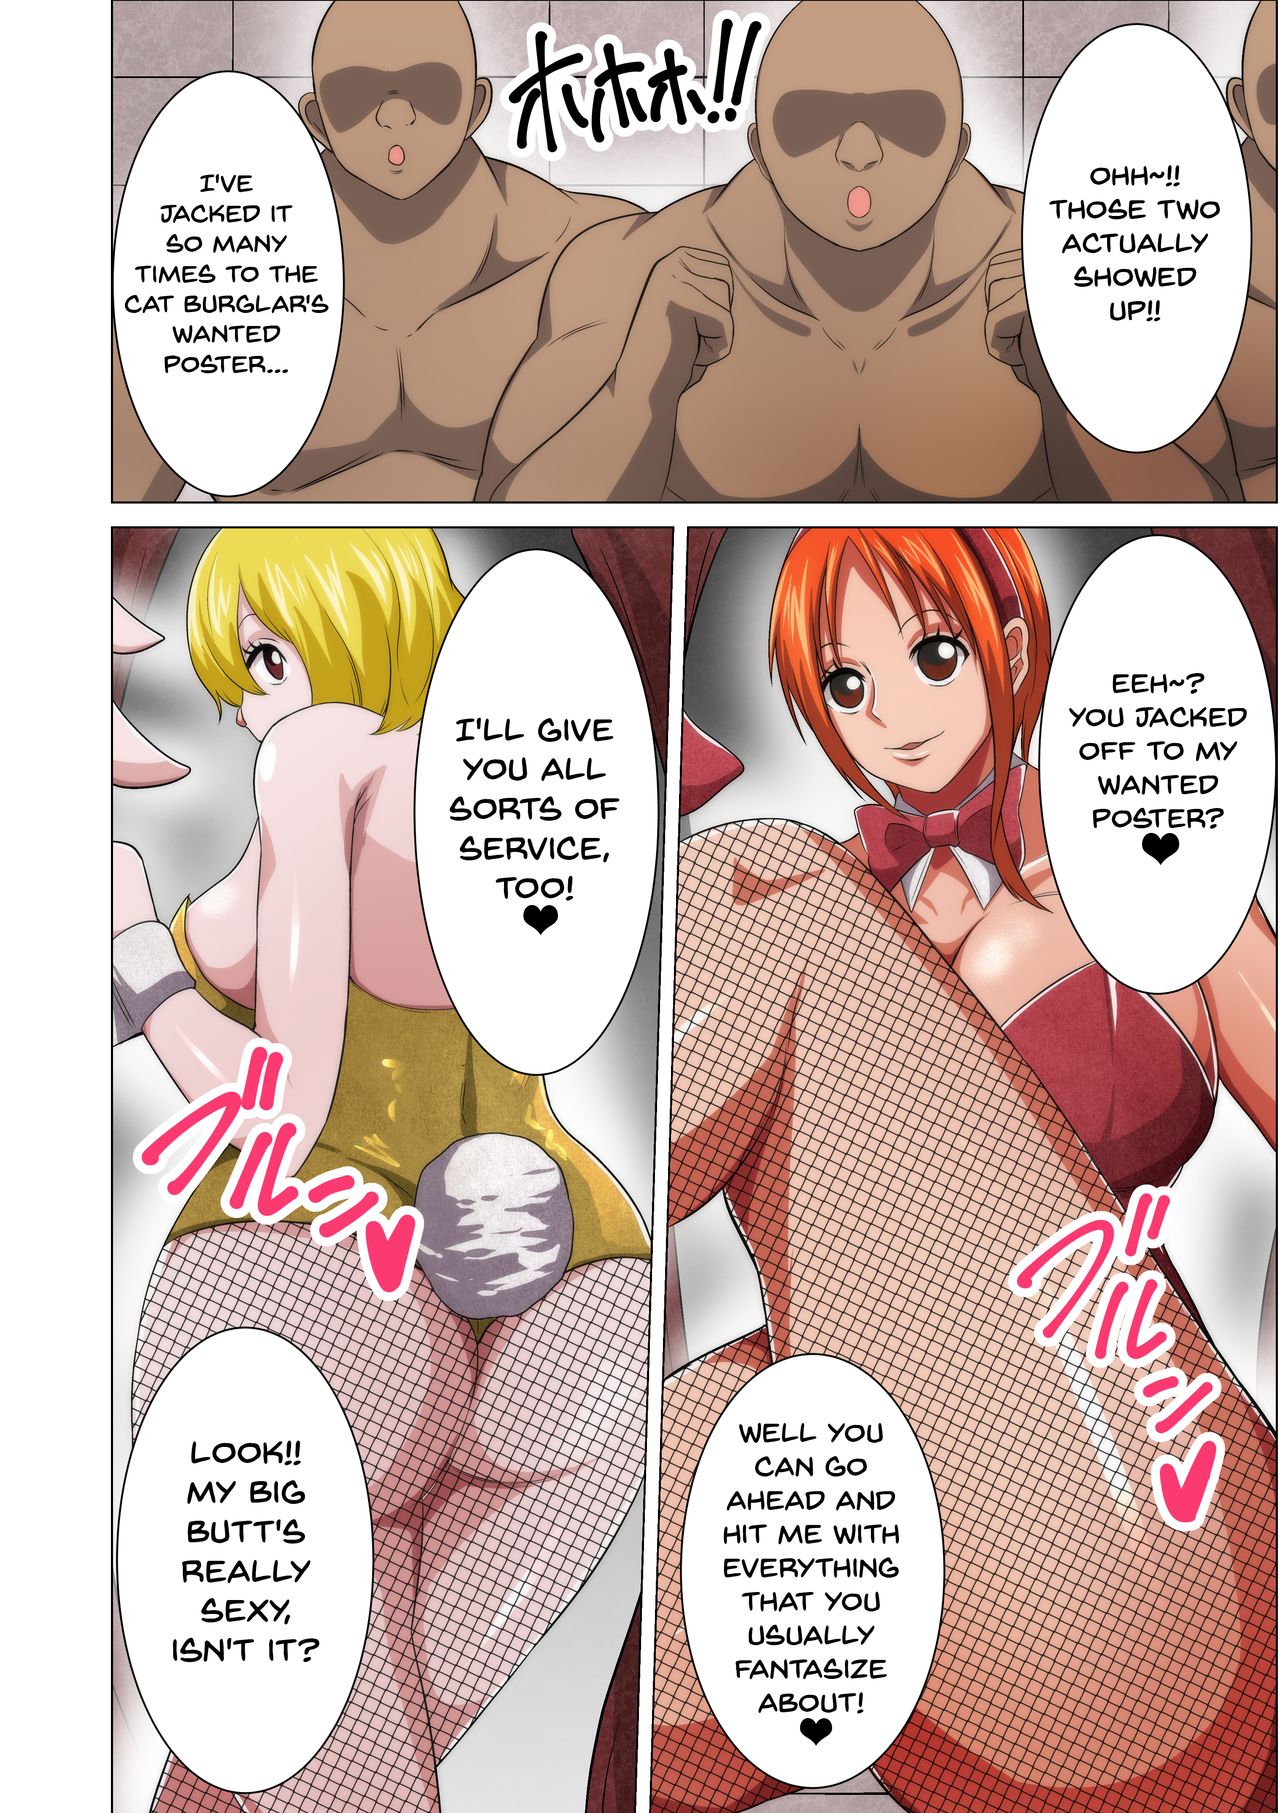 OHH~!!
THOSE TWO
ACTUALLY
SHOWED
UP!!
ホホホ!!
I'VE
JACKED IT
SO MANY
TIMES TO THE
CAT BURGLAR'S
WANTED
POSTER...
EEH~?
YOU JACKED
OFF TO MY
WANTED
POSTER?
♥
ブルン♥
WELL YOU
CAN GO
AHEAD AND
HIT ME WITH
EVERYTHING
THAT YOU
USUALLY
FANTASIZE
ABOUT!
♥
I'LL GIVE
YOU ALL
SORTS OF
SERVICE,
TOO!
♥
ブルン♥
LOOK!!
MY BIG
BUTT'S
REALLY
SEXY,
ISN'T IT?